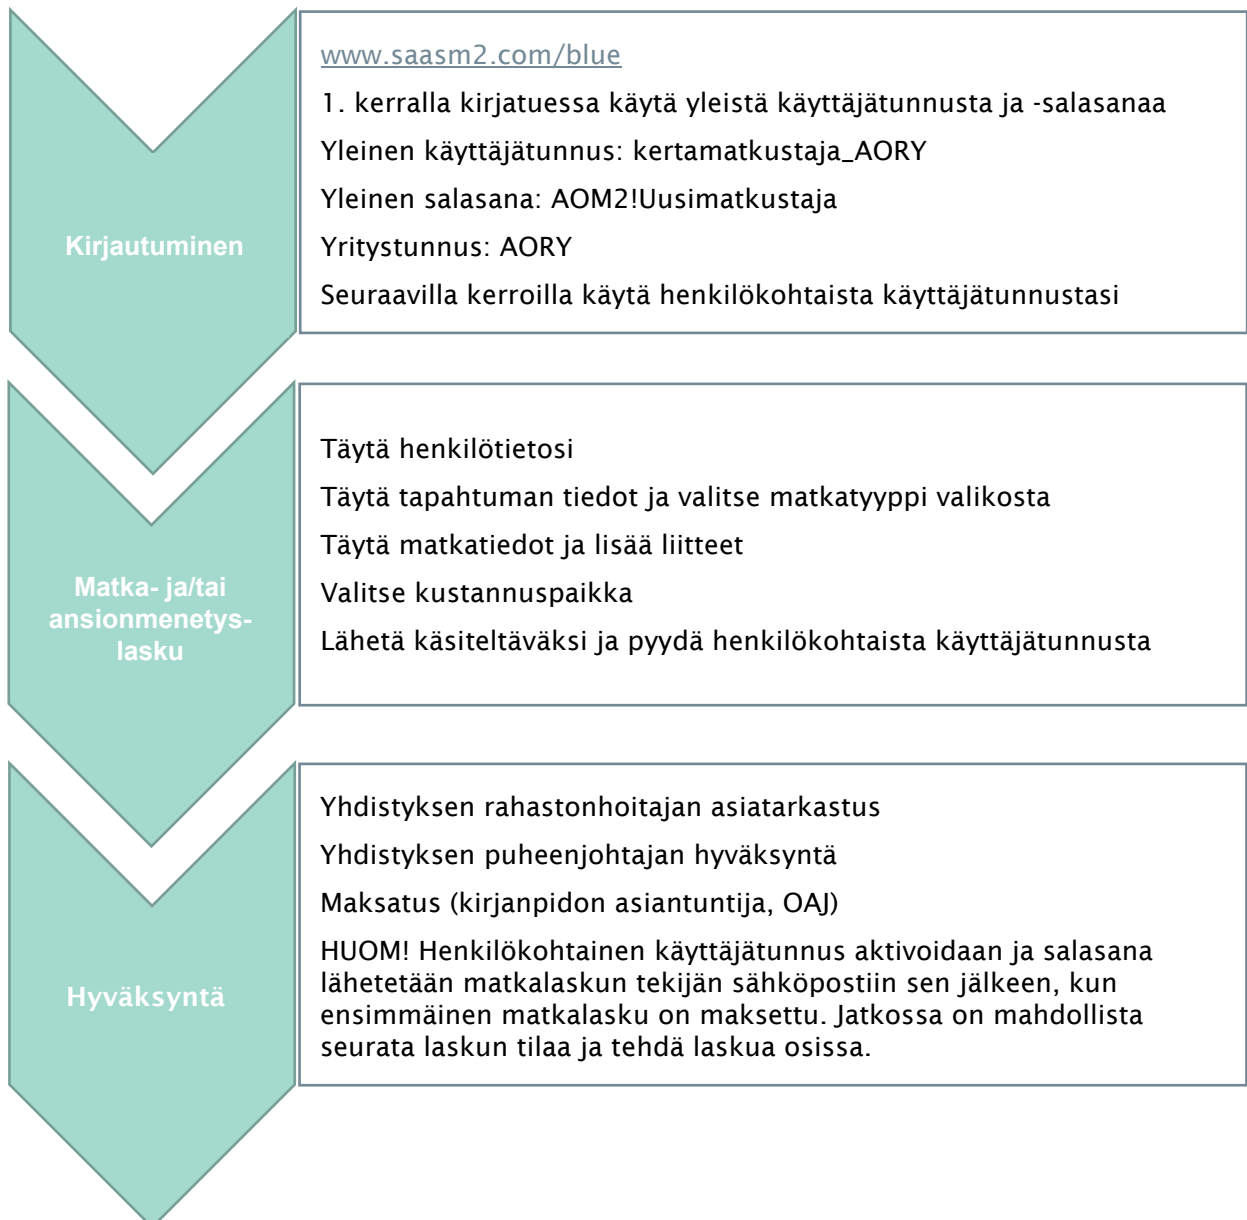 Kirjautuminen
www.saasm2.com/blue
1. kerralla kirjatuessa käytä yleistä käyttäjätunnusta ja -salasanaa
Yleinen käyttäjätunnus: kertamatkustaja_AORY
Yleinen salasana: AOM2!Uusimatkustaja
Yritystunnus: AORY
Seuraavilla kerroilla käytä henkilökohtaista käyttäjätunnustasi
Matka- ja/tai
ansionmenetys-
lasku
Täytä henkilötietosi
Täytä tapahtuman tiedot ja valitse matkatyyppi valikosta
Täytä matkatiedot ja lisää liitteet
Valitse kustannuspaikka
Lähetä käsiteltäväksi ja pyydä henkilökohtaista käyttäjätunnusta
Hyväksyntä
Yhdistyksen rahastonhoitajan asiatarkastus
Yhdistyksen puheenjohtajan hyväksyntä
Maksatus (kirjanpidon asiantuntija, OAJ)
HUOM! Henkilökohtainen käyttäjätunnus aktivoidaan ja salasana
lähetetään matkalaskun tekijän sähköpostiin sen jälkeen, kun
ensimmäinen matkalasku on maksettu. Jatkossa on mahdollista
seurata laskun tilaa ja tehdä laskua osissa.